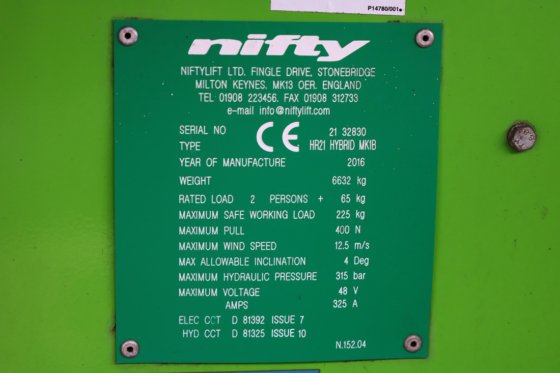 P14780/001
nifty
NIFTYLIFT LTD. FINGLE DRIVE, STONEBRIDGE
MILTON KEYNES, MK13 OER. ENGLAND
TEL 01908 223456. FAX 01908 312733
e-mail info@niftylift.com
SERIAL NO 21 32830
TYPE CE HR21 HYBRID MK1B
YEAR OF MANUFACTURE 2016
WEIGHT 6632 kg
RATED LOAD 2 PERSONS + 65 kg
MAXIMUM SAFE WORKING LOAD 225 kg
MAXIMUM PULL 400 N
MAXIMUM WIND SPEED 12.5 m/s
MAX ALLOWABLE INCLINATION 4 Deg
MAXIMUM HYDRAULIC PRESSURE 315 bar
MAXIMUM VOLTAGE 48 V
AMPS 325 A
ELEC CCT D 81392 ISSUE 7
HYD CCT D 81325 ISSUE 10
N.152.04